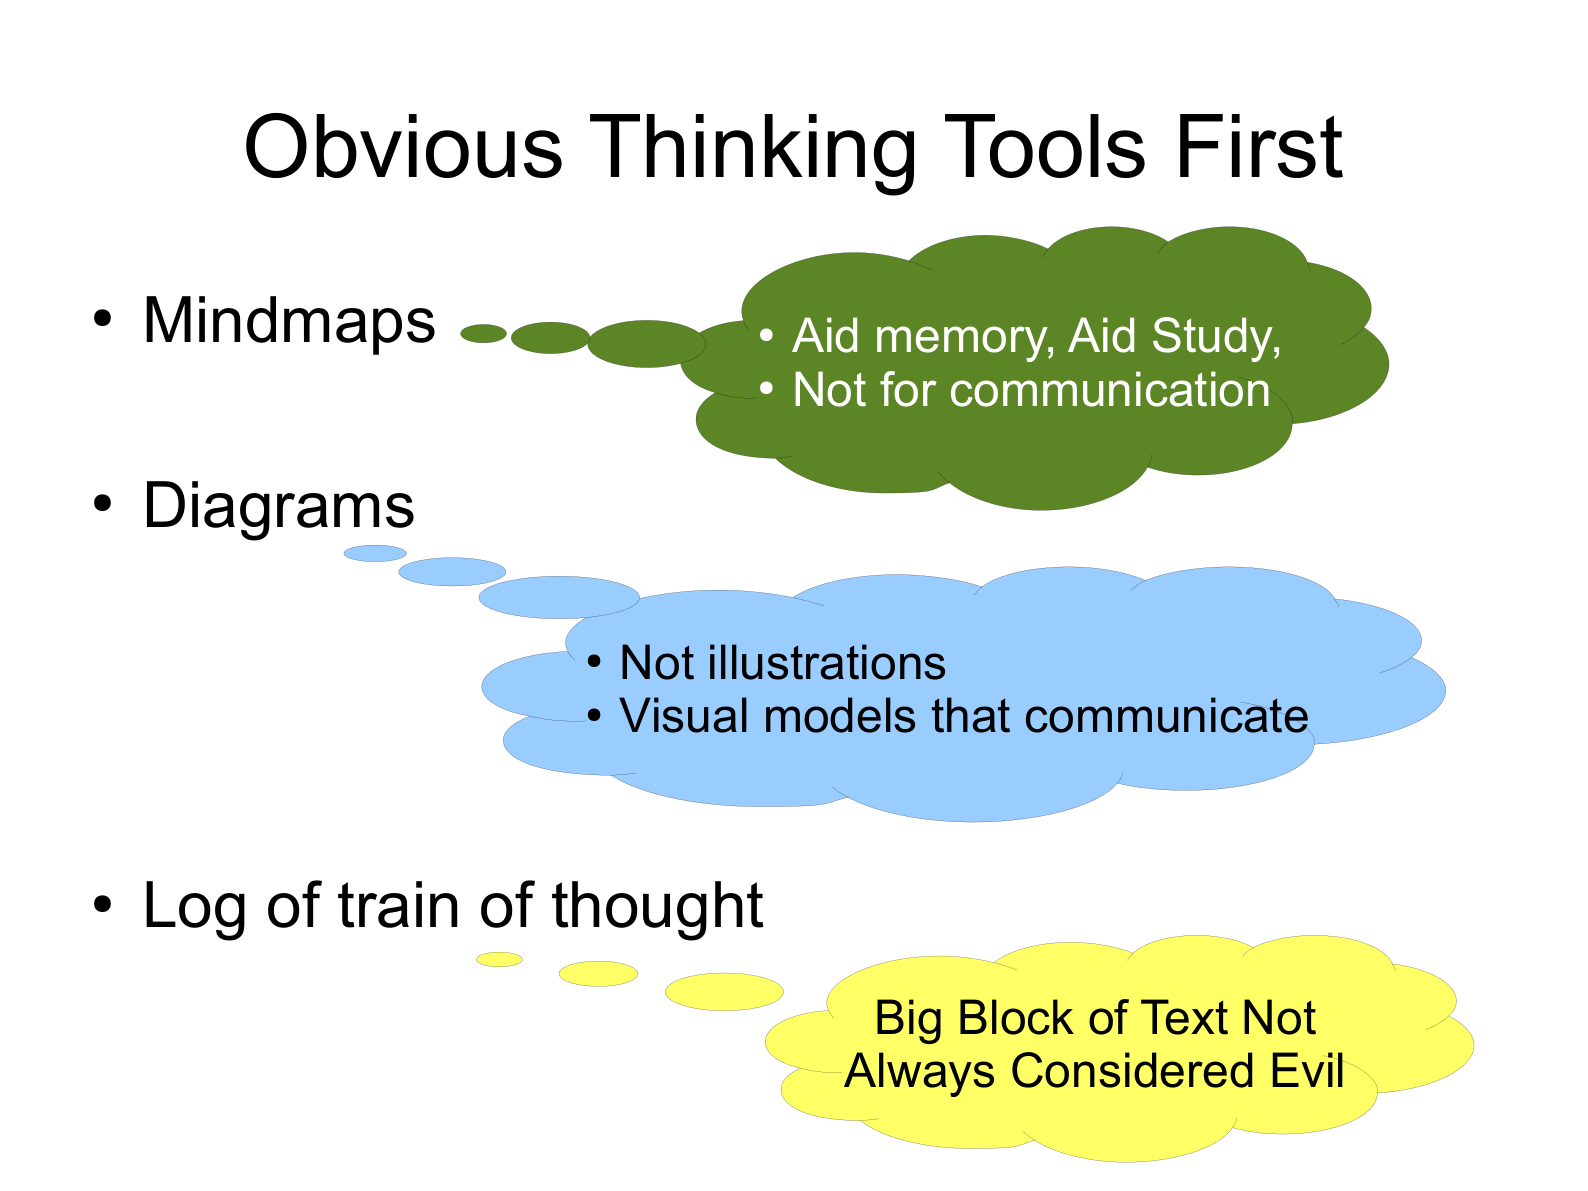 Obvious Thinking Tools First
• Mindmaps
• Aid memory, Aid Study,
• Not for communication
• Diagrams
• Not illustrations
• Visual models that communicate
• Log of train of thought
Big Block of Text Not
Always Considered Evil